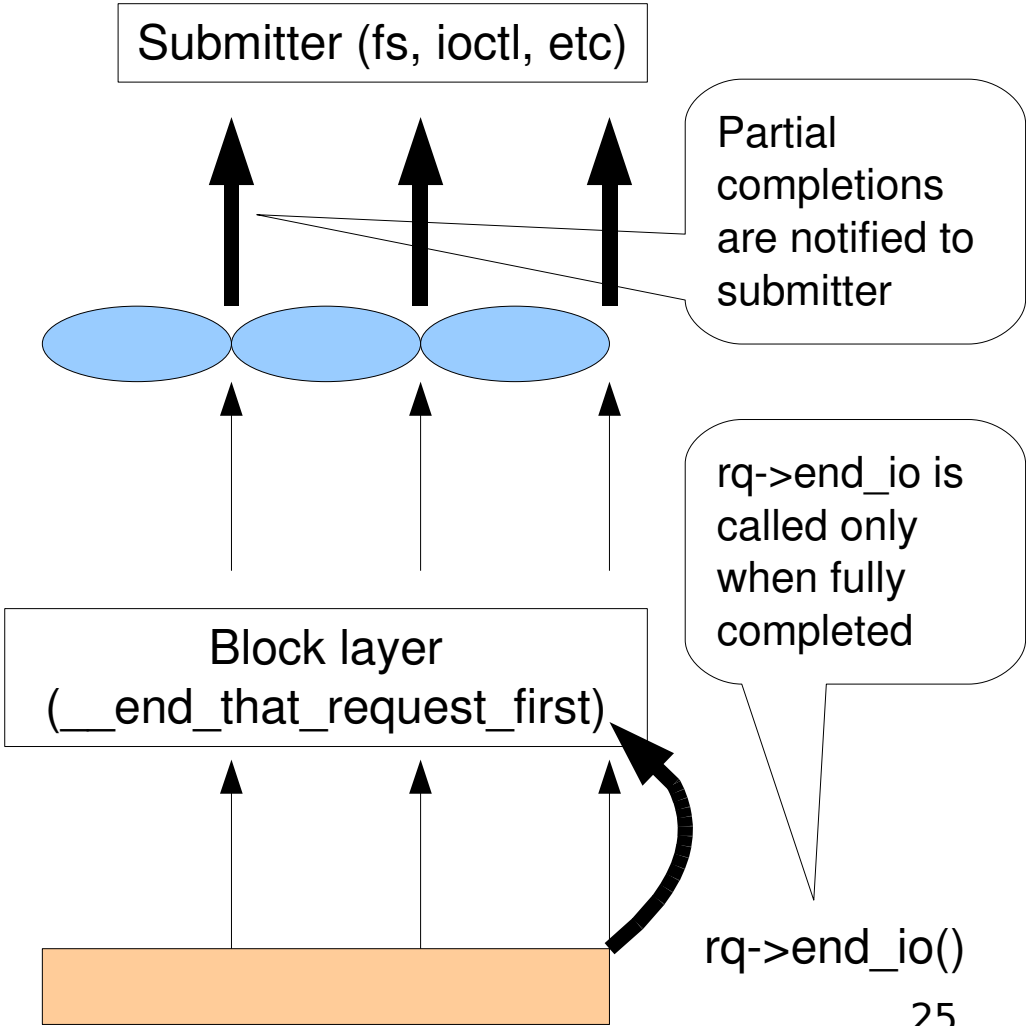 Submitter (fs, ioctl, etc)
Partial
completions
are notified to
submitter
rq->end_io is
called only
when fully
completed
Block layer
(__end_that_request_first)
rq->end_io()
25